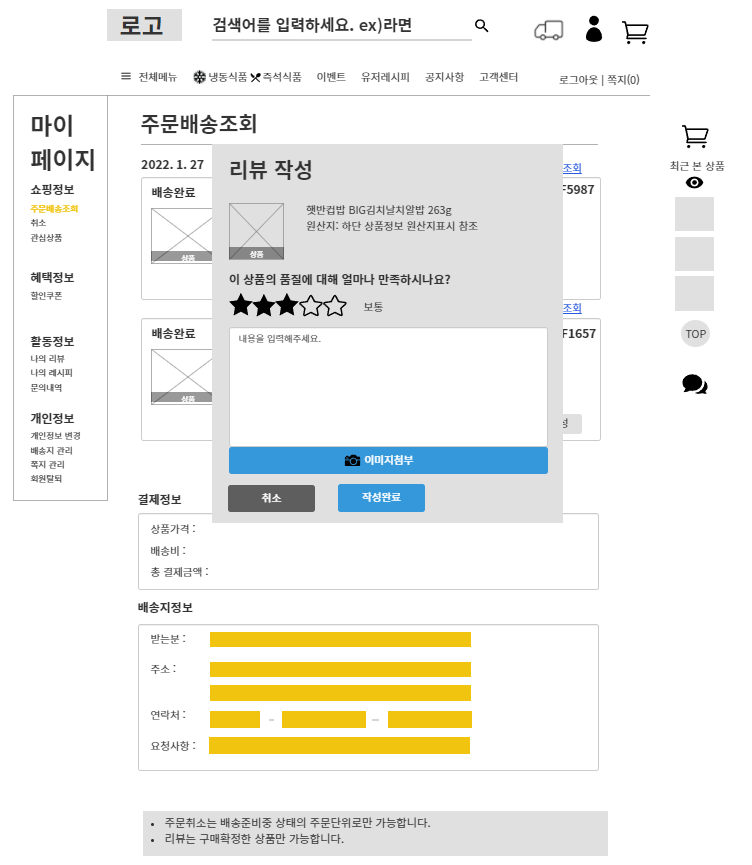 로고
검색어를 입력하세요. ex)라면
전체메뉴 냉동식품 즉석식품 이벤트 유저레시피 공지사항 고객센터
로그아웃 | 쪽지(0)
마이
페이지
쇼핑정보
주문배송조회
취소
관심상품
혜택정보
할인쿠폰
활동정보
나의 리뷰
나의 레시피
문의내역
개인정보
개인정보 변경
배송지 관리
쪽지 관리
회원탈퇴
주문배송조회
2022. 1. 27
조회
배송완료
F5987
상품
조회
배송완료
F1657
상품
성
리뷰 작성
상품
햇반컵밥 BIG김치날치알밥 263g
원산지: 하단 상품정보 원산지표시 참조
이 상품의 품질에 대해 얼마나 만족하시나요?
보통
내용을 입력해주세요.
이미지첨부
취소
작성완료
결제정보
상품가격 :
배송비 :
총 결제금액 :
배송지정보
받는분 :
주소 :
연락처 :
– –
요청사항 :
• 주문취소는 배송준비중 상태의 주문단위로만 가능합니다.
• 리뷰는 구매확정한 상품만 가능합니다.
최근 본 상품
TOP